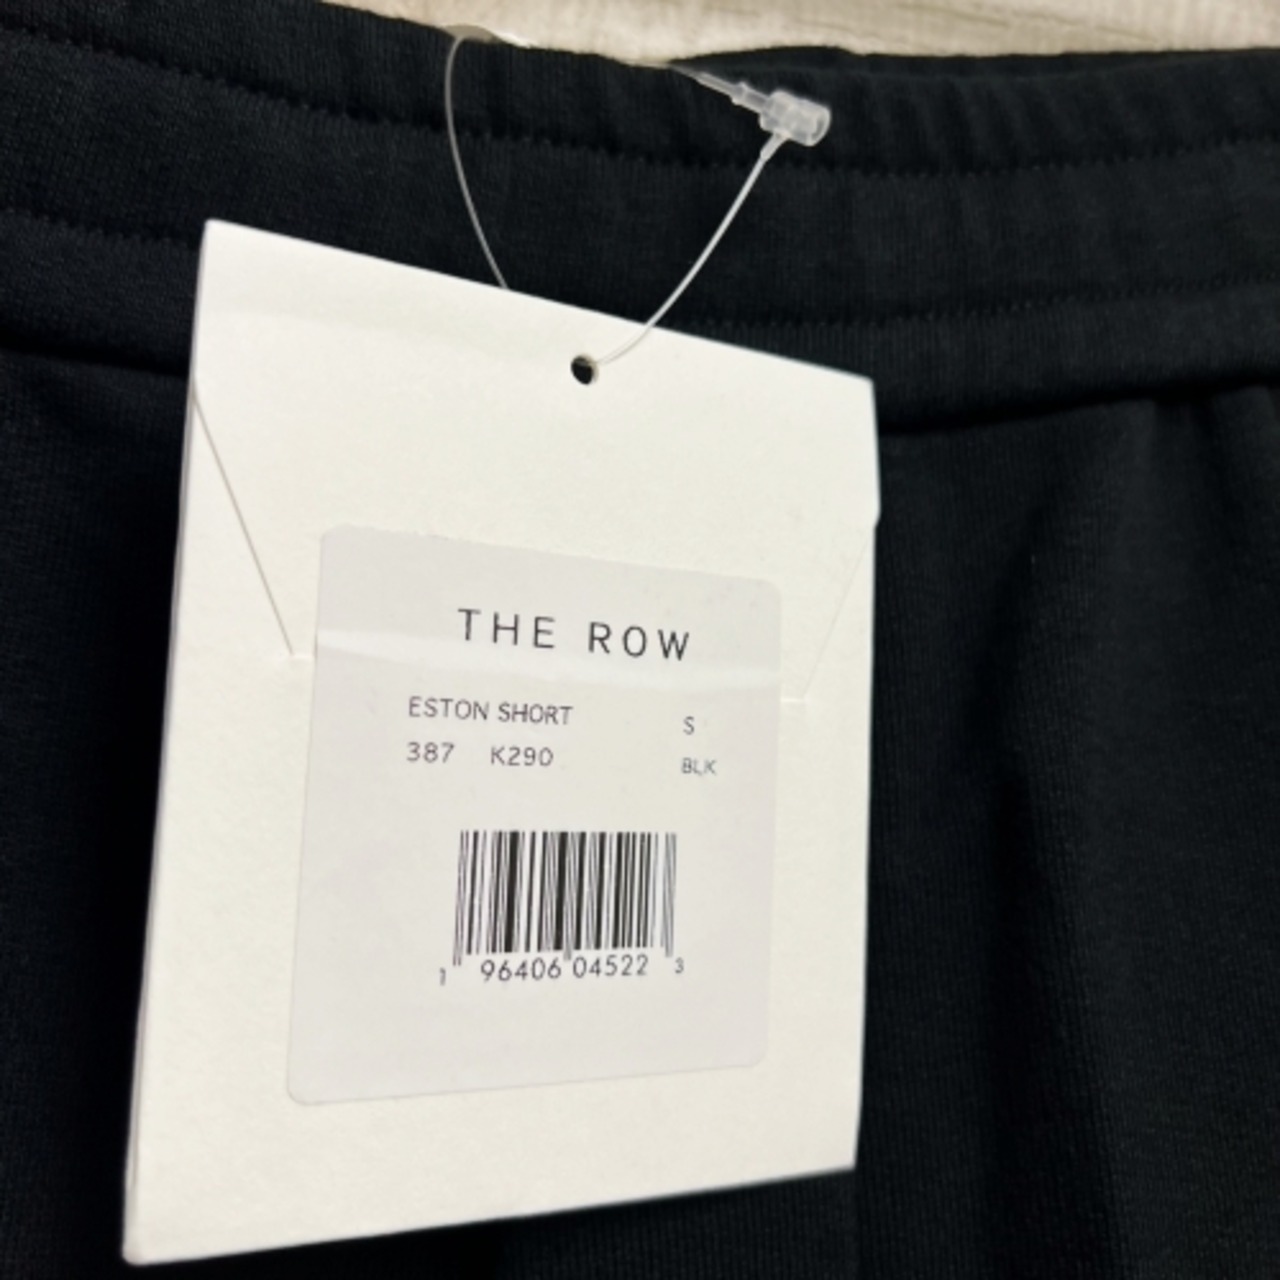 THE ROW
ESTON SHORT S
387 K290 BLK
1 96406 04522 3